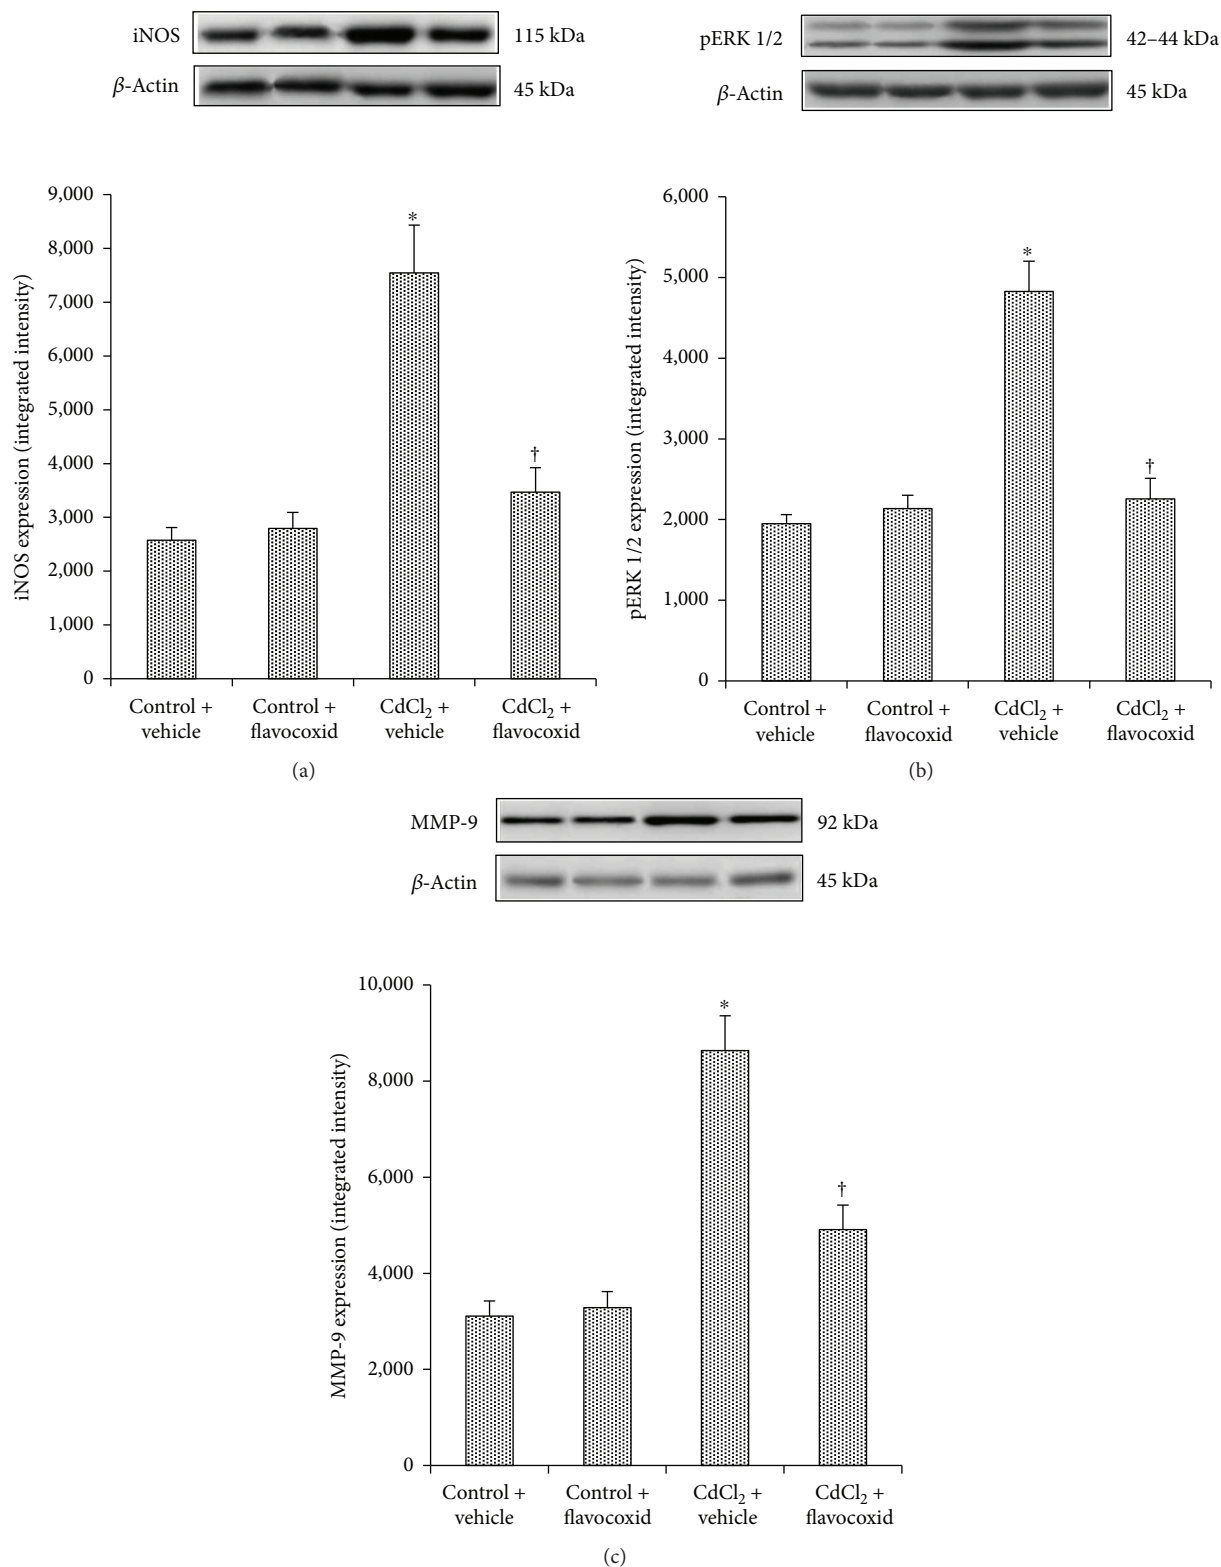 iNOS
115 kDa
β-Actin
45 kDa
pERK 1/2
42–44 kDa
β-Actin
45 kDa
9,000
8,000
7,000
6,000
5,000
4,000
3,000
2,000
1,000
0
iNOS expression (integrated intensity)
*
†
Control +
vehicle
Control +
flavocoxid
CdCl₂ +
vehicle
CdCl₂ +
flavocoxid
(a)
6,000
5,000
4,000
3,000
2,000
1,000
0
pERK 1/2 expression (integrated intensity)
*
†
Control +
vehicle
Control +
flavocoxid
CdCl₂ +
vehicle
CdCl₂ +
flavocoxid
(b)
MMP-9
92 kDa
β-Actin
45 kDa
10,000
8,000
6,000
4,000
2,000
0
MMP-9 expression (integrated intensity)
*
†
Control +
vehicle
Control +
flavocoxid
CdCl₂ +
vehicle
CdCl₂ +
flavocoxid
(c)